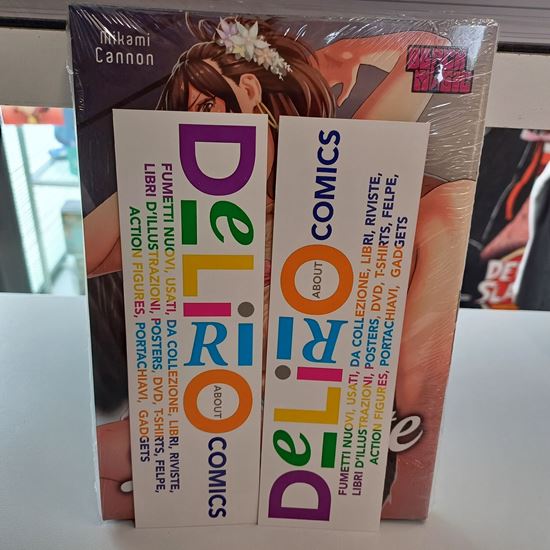 Mikami
Cannon
DeLiRiO
ABOUT
COMICS
FUMETTI NUOVI, USATI, DA COLLEZIONE, LIBRI, RIVISTE,
LIBRI D'ILLUSTRAZIONI, POSTERS, DVD, T-SHIRTS, FELPE,
ACTION FIGURES, PORTACHIAVI, GADGETS
DeLiRiO
ABOUT
COMICS
FUMETTI NUOVI, USATI, DA COLLEZIONE, LIBRI, RIVISTE,
LIBRI D'ILLUSTRAZIONI, POSTERS, DVD, T-SHIRTS, FELPE,
ACTION FIGURES, PORTACHIAVI, GADGETS